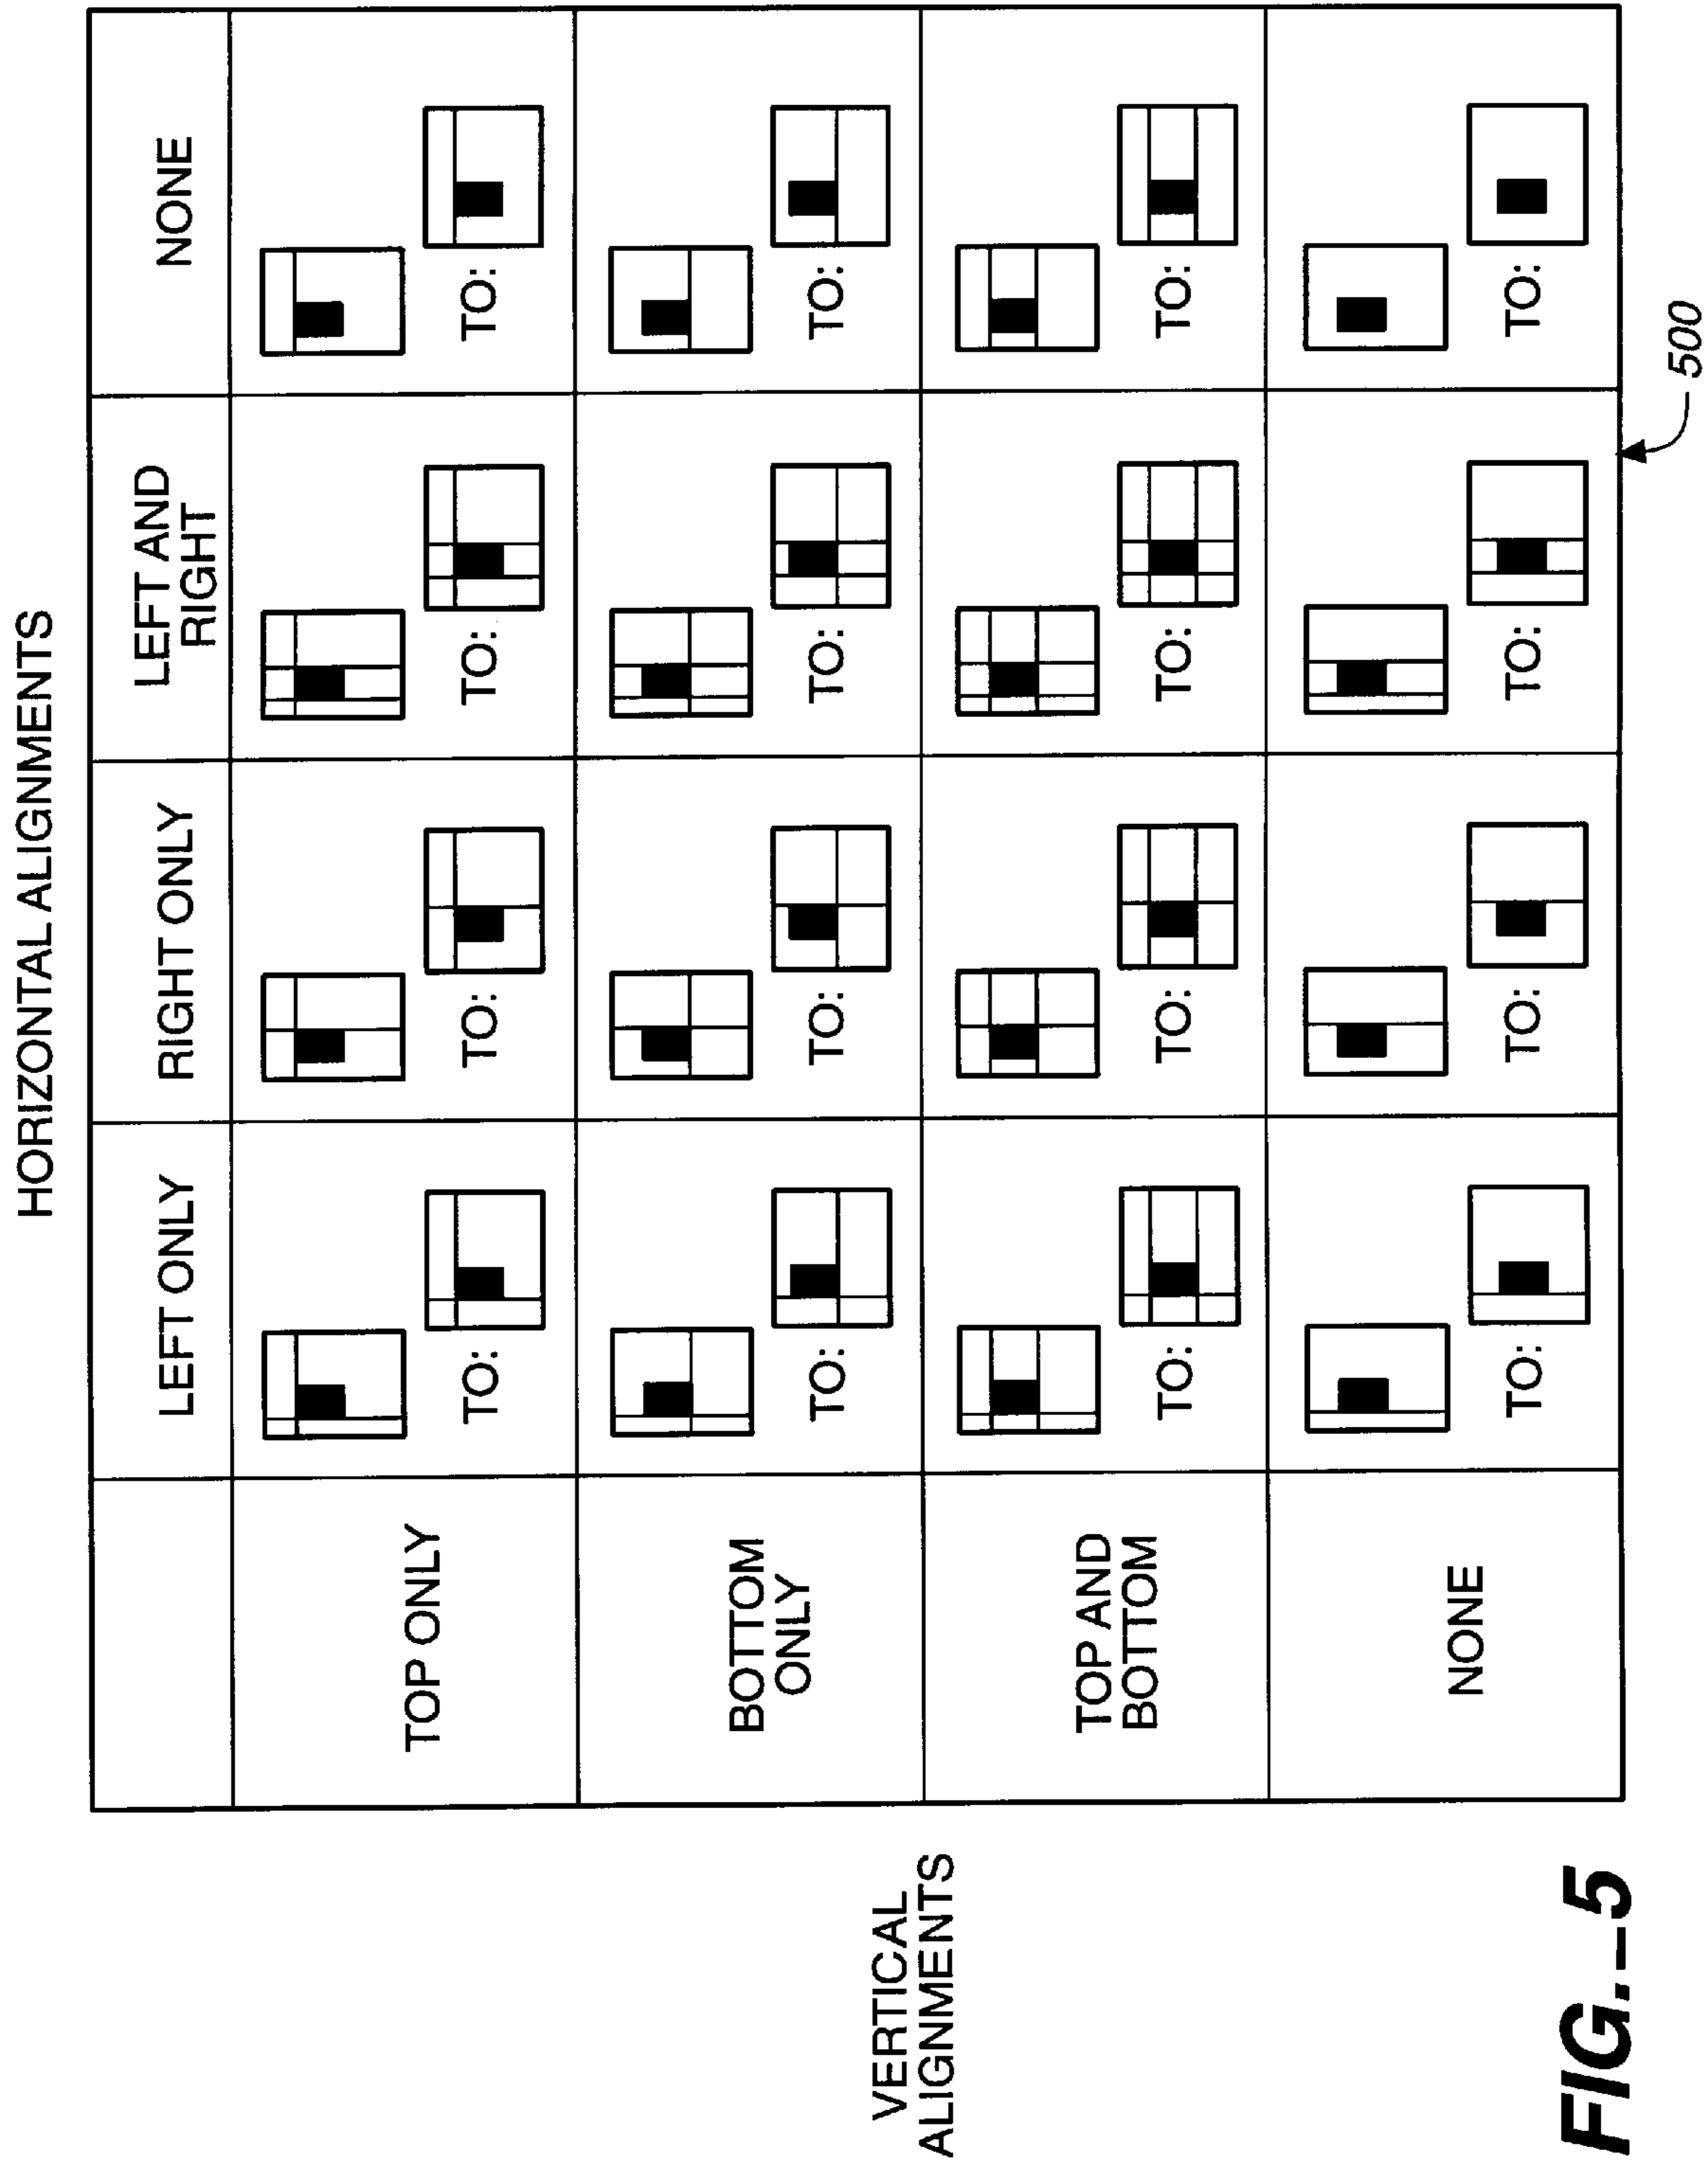 HORIZONTAL ALIGNMENTS
LEFT ONLY
RIGHT ONLY
LEFT AND
RIGHT
NONE
VERTICAL
ALIGNMENTS
TOP ONLY
TO:
TO:
TO:
TO:
BOTTOM
ONLY
TO:
TO:
TO:
TO:
TOP AND
BOTTOM
TO:
TO:
TO:
TO:
NONE
TO:
TO:
TO:
TO:
500
FIG.-5